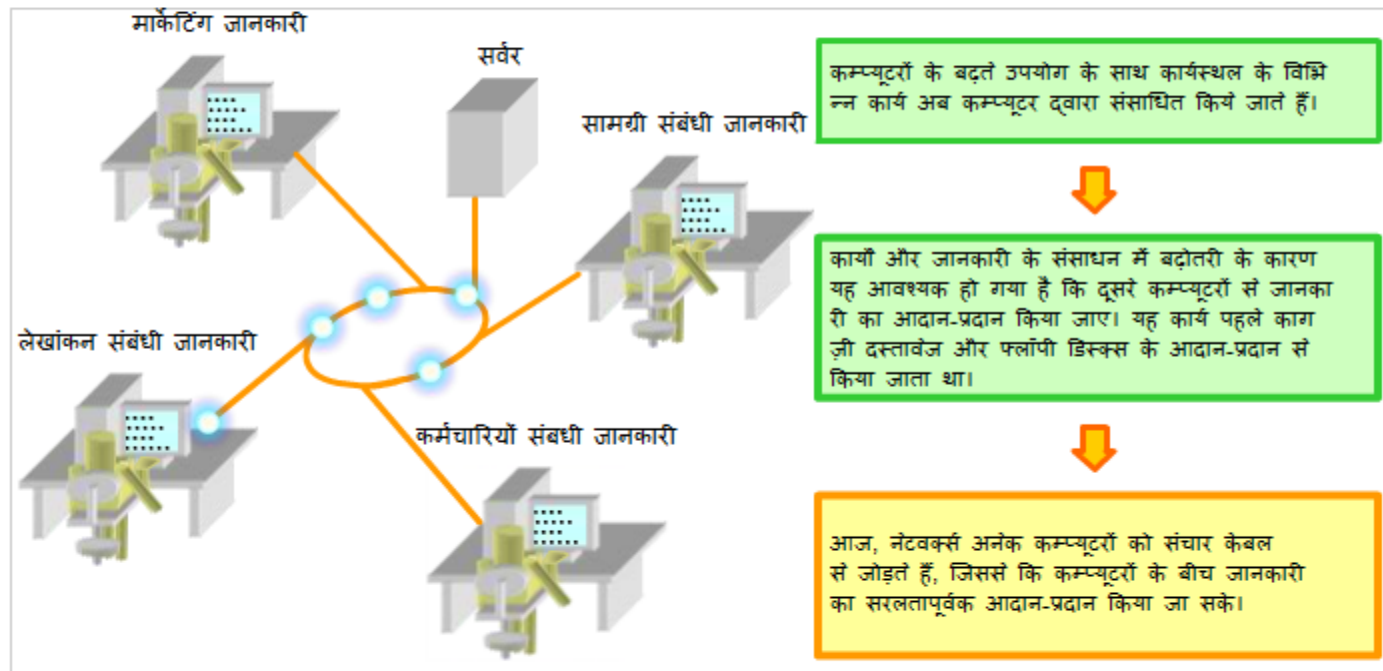 मार्केटिंग जानकारी
सर्वर
सामग्री संबंधी जानकारी
लेखांकन संबंधी जानकारी
कर्मचारियों संबधी जानकारी
कम्प्यूटरों के बढ़ते उपयोग के साथ कार्यस्थल के विभि
न्न कार्य अब कम्प्यूटर द्वारा संसाधित किये जाते हैं।
कार्यों और जानकारी के संसाधन में बढ़ोतरी के कारण
यह आवश्यक हो गया है कि दूसरे कम्प्यूटरों से जानका
री का आदान-प्रदान किया जाए। यह कार्य पहले काग
ज़ी दस्तावेज और फ्लॉपी डिस्क्स के आदान-प्रदान से
किया जाता था।
आज, नेटवर्क्स अनेक कम्प्यूटरों को संचार केबल
से जोड़ते हैं, जिससे कि कम्प्यूटरों के बीच जानकारी
का सरलतापूर्वक आदान-प्रदान किया जा सके।